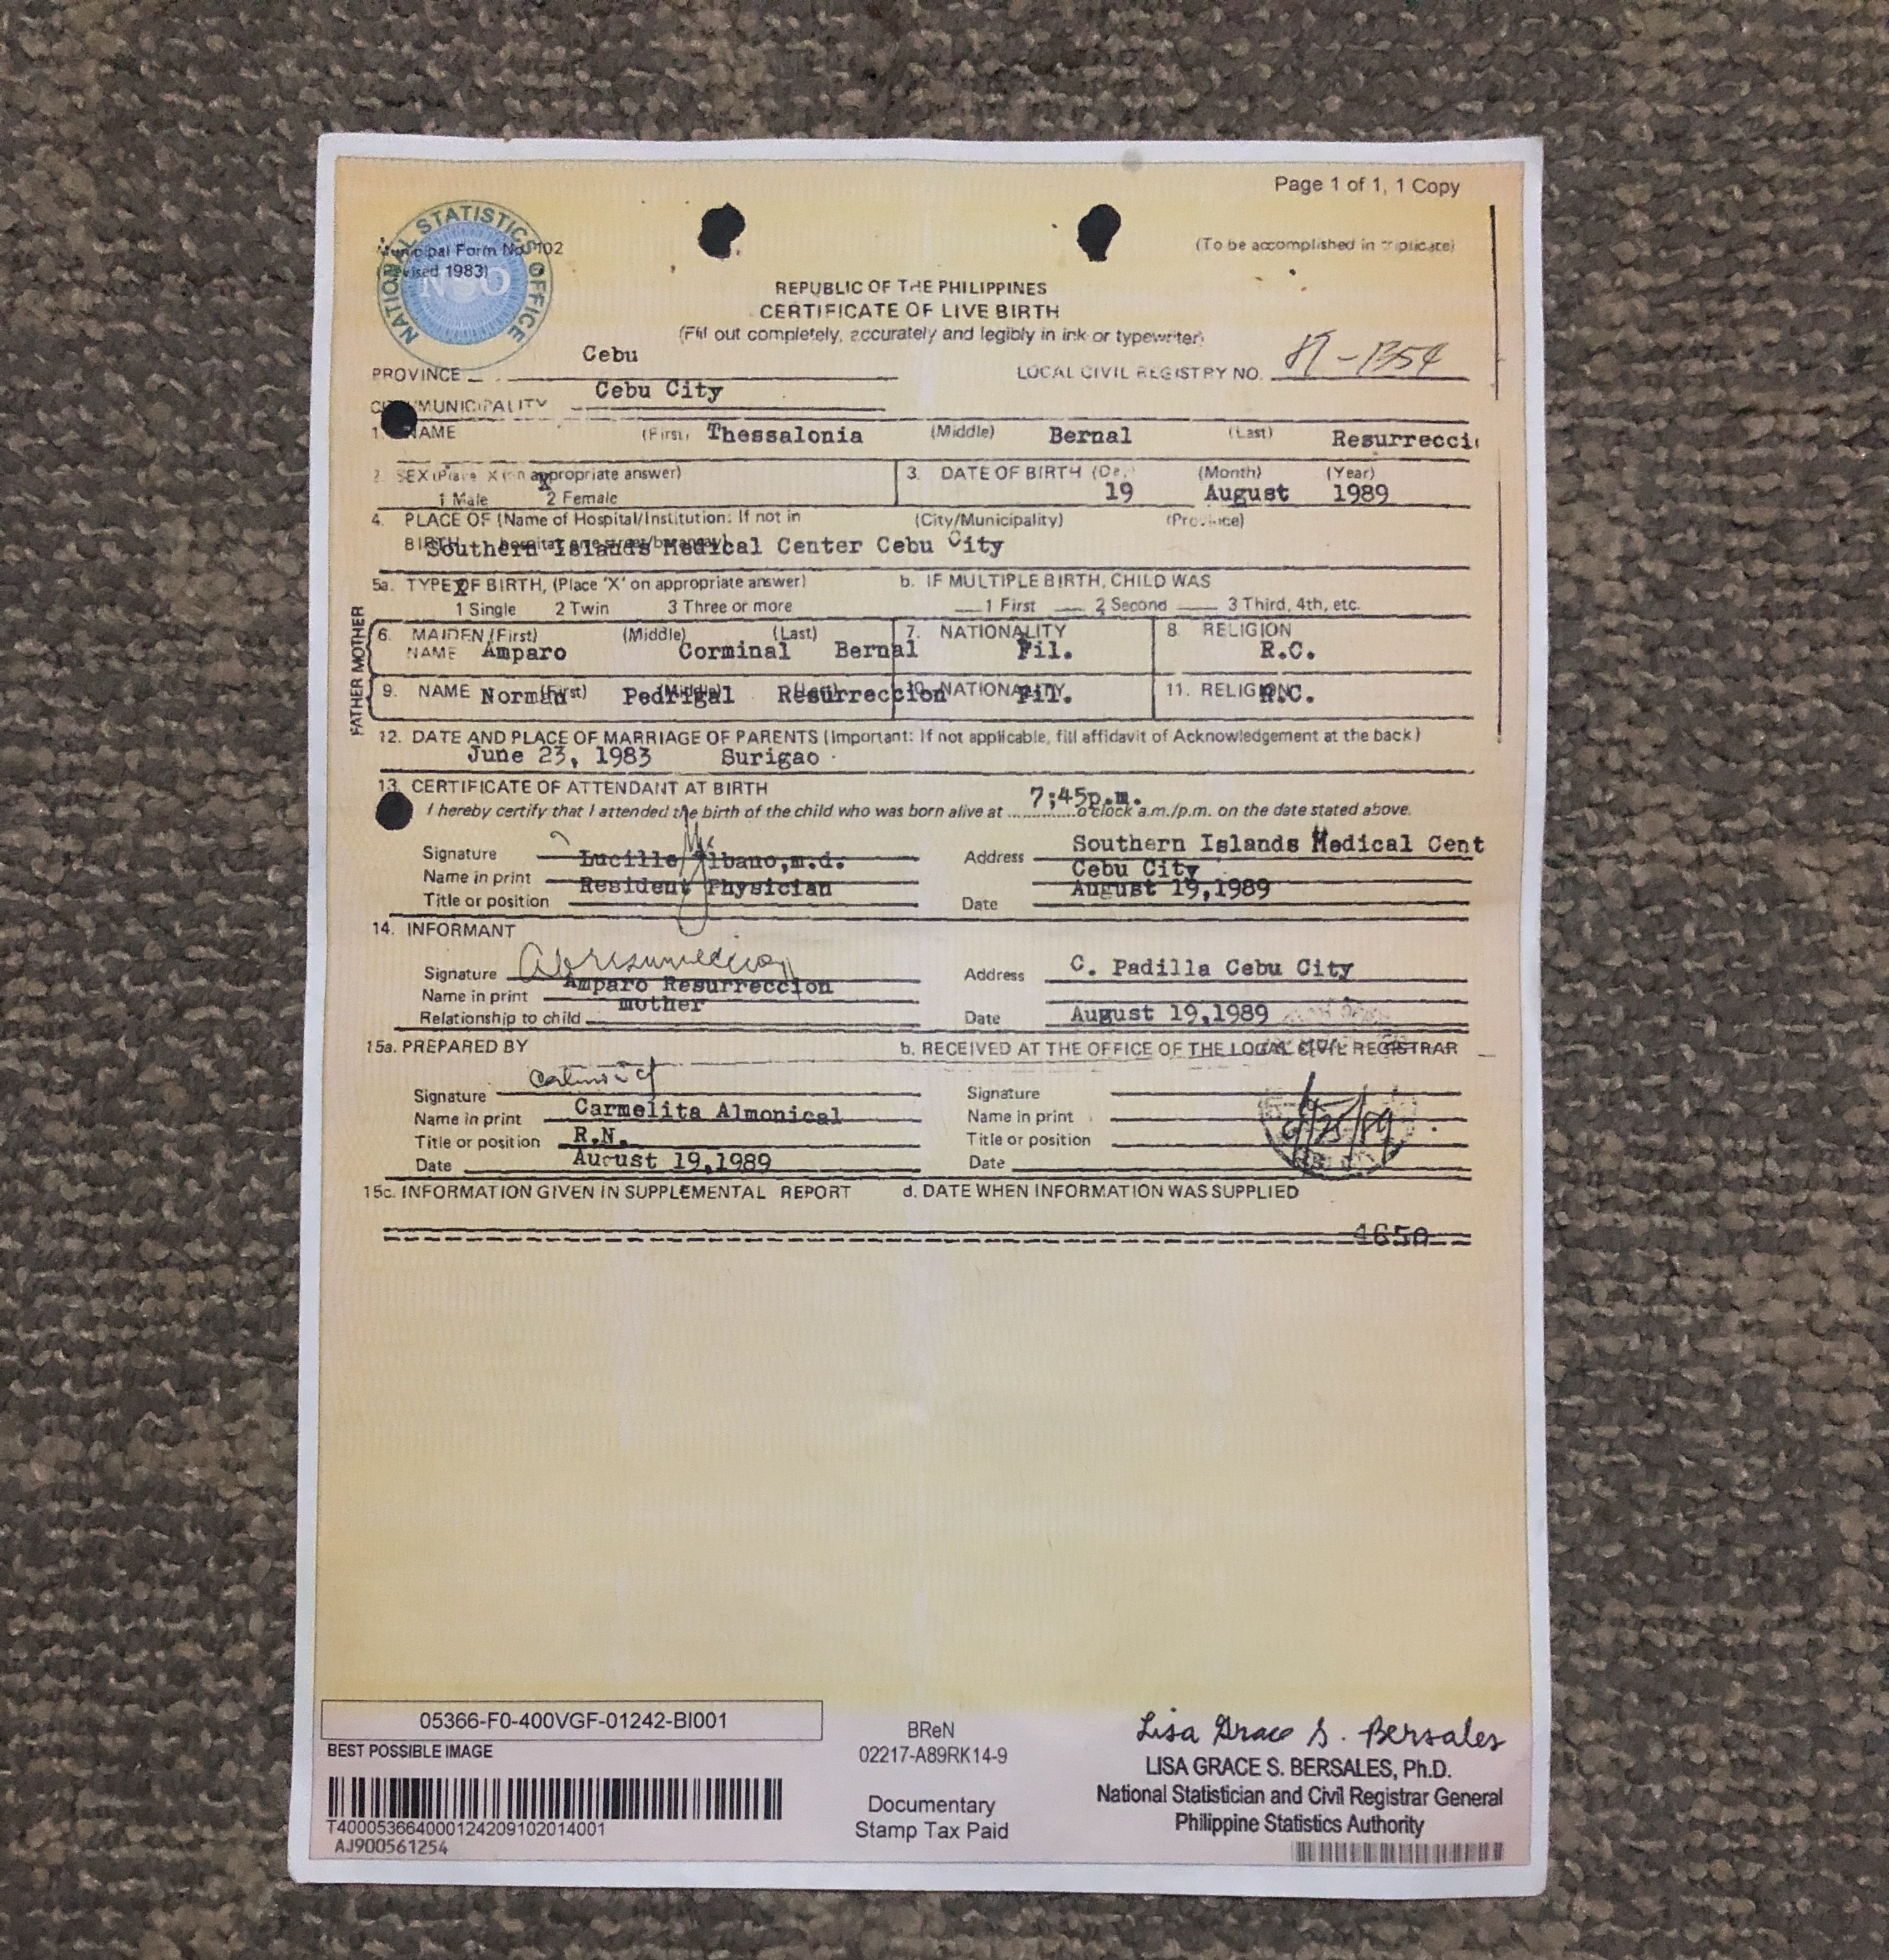 Page 1 of 1, 1 Copy
NATIONAL STATISTICS OFFICE
NSO
Municipal Form No. 102
(Revised 1983)
(To be accomplished in triplicate)
REPUBLIC OF THE PHILIPPINES
CERTIFICATE OF LIVE BIRTH
(Fill out completely, accurately and legibly in ink or typewriter)
PROVINCE Cebu
LOCAL CIVIL REGISTRY NO. 89-1354
CITY/MUNICIPALITY Cebu City
1. NAME (First) Thessalonia (Middle) Bernal (Last) Resurrecci
2. SEX (Place X on appropriate answer)
1 Male X 2 Female
3. DATE OF BIRTH (Day) (Month) (Year)
19 August 1989
4. PLACE OF (Name of Hospital/Institution: If not in (City/Municipality) (Province)
BIRTH hospital, give street/barangay)
Southern Islands Medical Center Cebu City
5a. TYPE OF BIRTH, (Place 'X' on appropriate answer) b. IF MULTIPLE BIRTH, CHILD WAS
X 1 Single 2 Twin 3 Three or more 1 First 2 Second 3 Third, 4th, etc.
FATHER MOTHER
6. MAIDEN (First) (Middle) (Last) 7. NATIONALITY 8. RELIGION
NAME Amparo Corminal Bernal Fil. R.C.
9. NAME (First) (Middle) (Last) 10. NATIONALITY 11. RELIGION
Norman Pedrigal Resurreccion Fil. R.C.
12. DATE AND PLACE OF MARRIAGE OF PARENTS (Important: If not applicable, fill affidavit of Acknowledgement at the back)
June 23, 1983 Surigao
13. CERTIFICATE OF ATTENDANT AT BIRTH
I hereby certify that I attended the birth of the child who was born alive at 7;45p.m. o'clock a.m./p.m. on the date stated above.
Signature
Name in print Lucille Albano,m.d.
Title or position Resident Physician
Address Southern Islands Medical Cent
Cebu City
Date August 19,1989
14. INFORMANT
Signature Abresurreccion
Name in print Amparo Resurreccion
Relationship to child mother
Address C. Padilla Cebu City
Date August 19,1989
15a. PREPARED BY
Signature
Name in print Carmelita Almonical
Title or position R.N.
Date August 19,1989
b. RECEIVED AT THE OFFICE OF THE LOCAL CIVIL REGISTRAR
Signature
Name in print
Title or position
Date
15c. INFORMATION GIVEN IN SUPPLEMENTAL REPORT d. DATE WHEN INFORMATION WAS SUPPLIED
4650
05366-F0-400VGF-01242-BI001
BEST POSSIBLE IMAGE
T400053664000124209102014001
AJ900561254
BReN
02217-A89RK14-9
Documentary
Stamp Tax Paid
Lisa Grace S. Bersales
LISA GRACE S. BERSALES, Ph.D.
National Statistician and Civil Registrar General
Philippine Statistics Authority